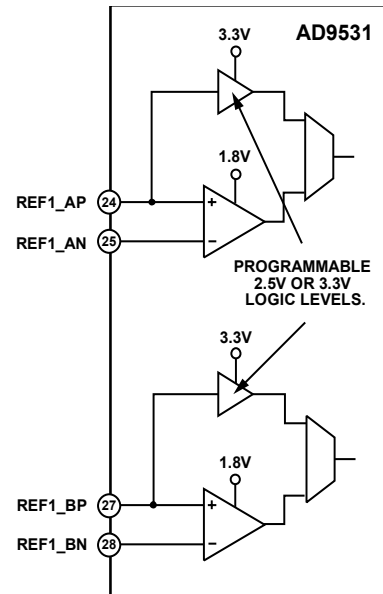 AD9531
3.3V
1.8V
REF1_AP 24
REF1_AN 25
+
−
PROGRAMMABLE
2.5V OR 3.3V
LOGIC LEVELS.
3.3V
1.8V
REF1_BP 27
REF1_BN 28
+
−